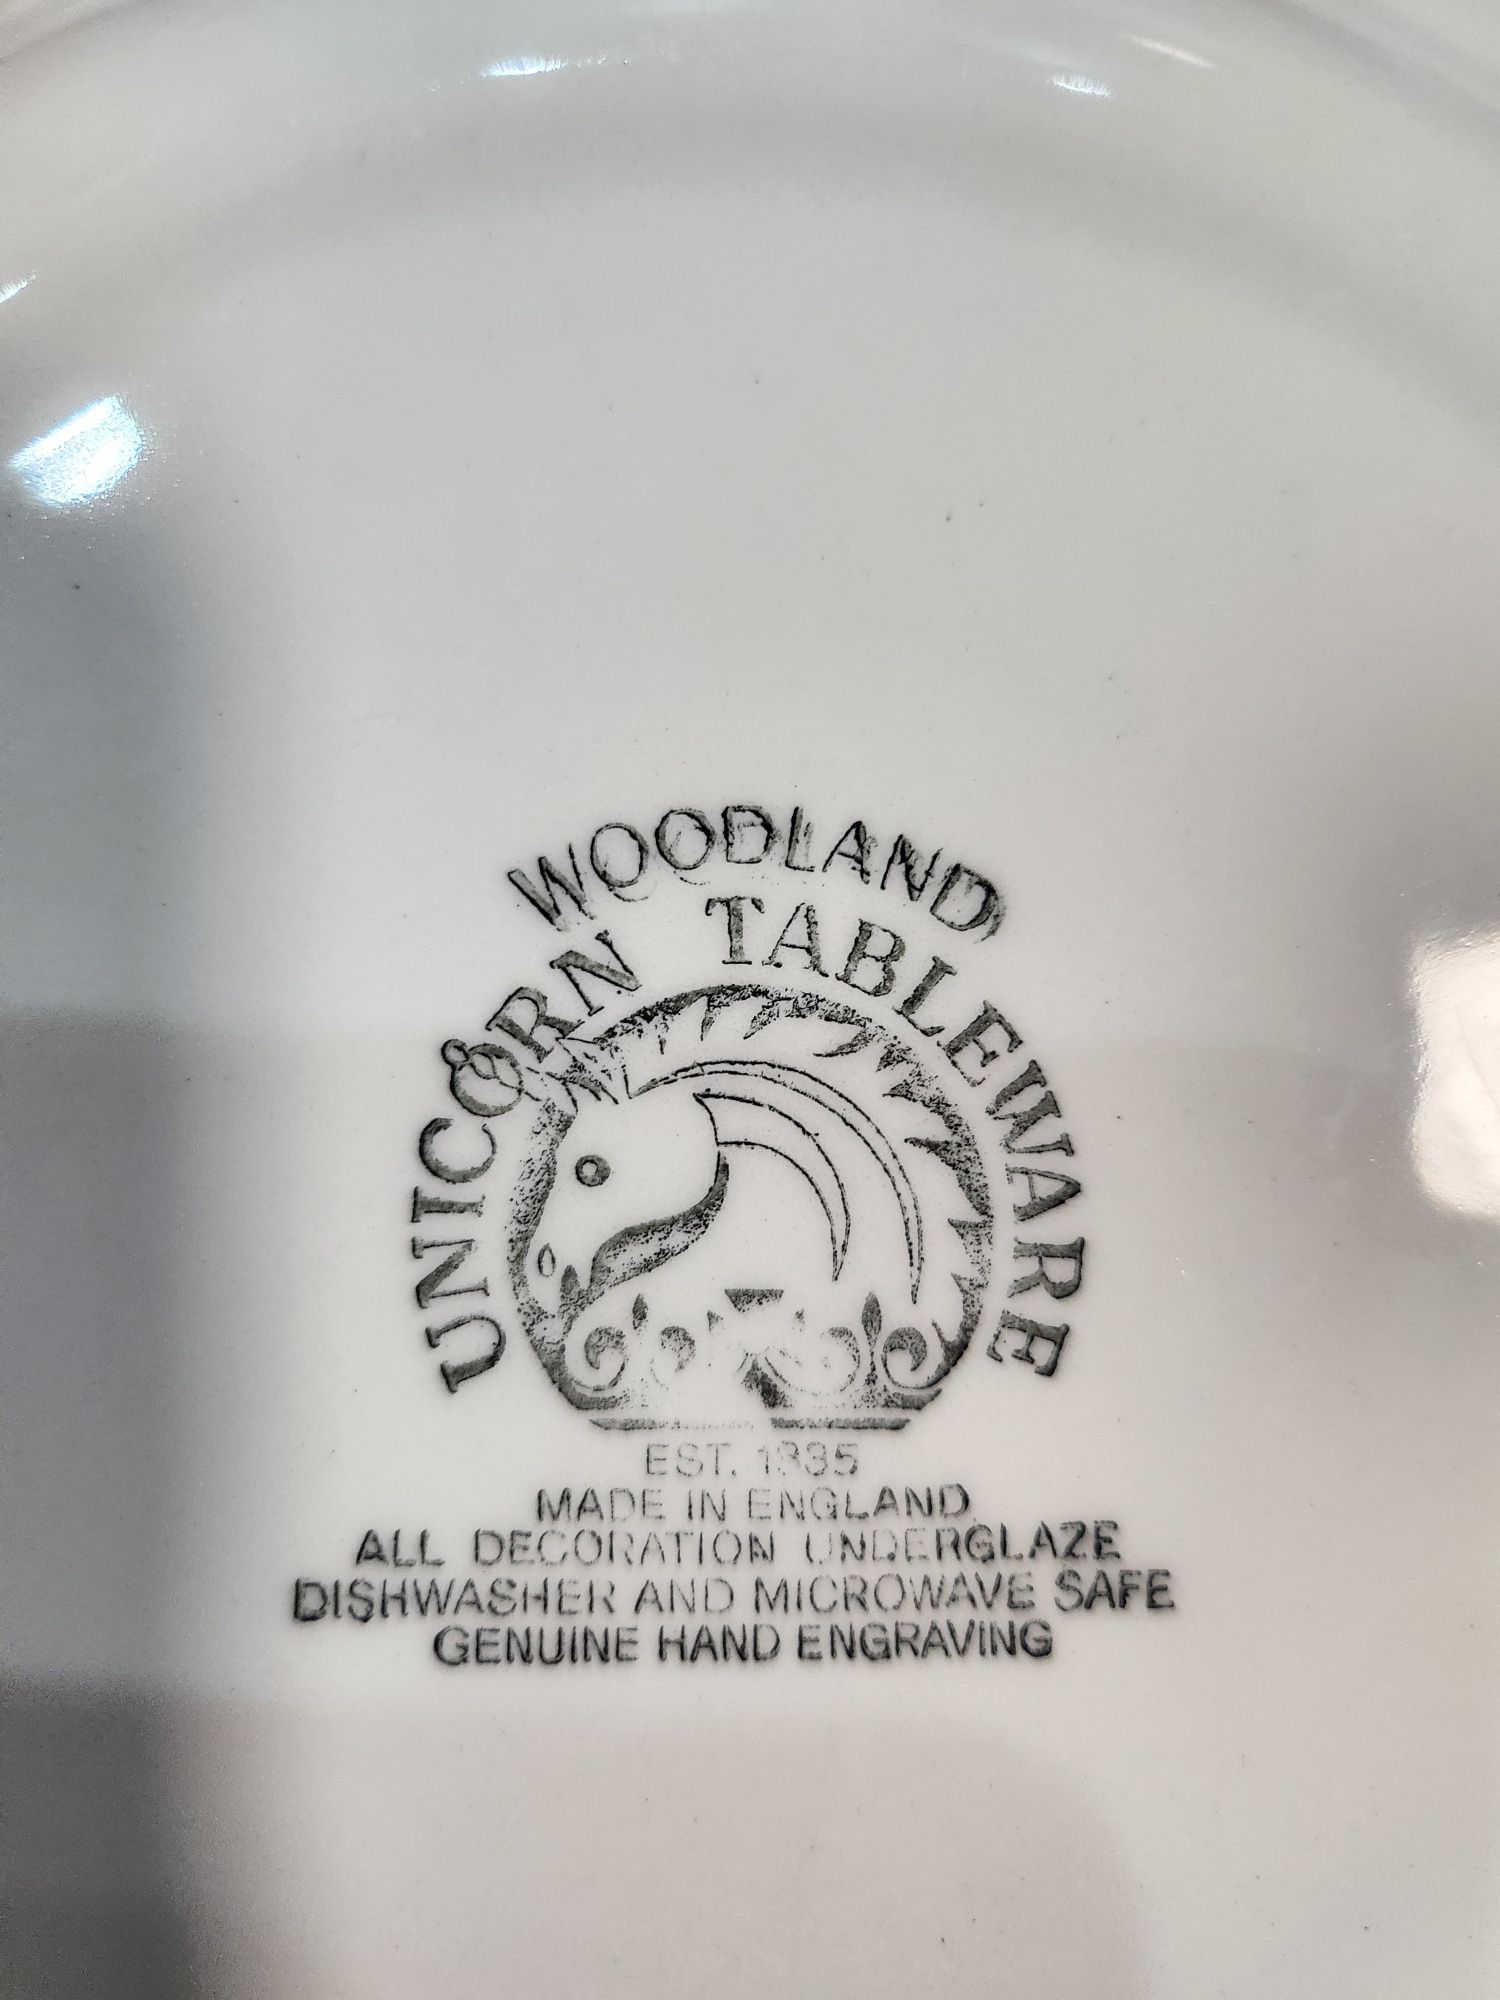 WOODLAND
UNICORN TABLEWARE
EST. 1835
MADE IN ENGLAND
ALL DECORATION UNDERGLAZE
DISHWASHER AND MICROWAVE SAFE
GENUINE HAND ENGRAVING